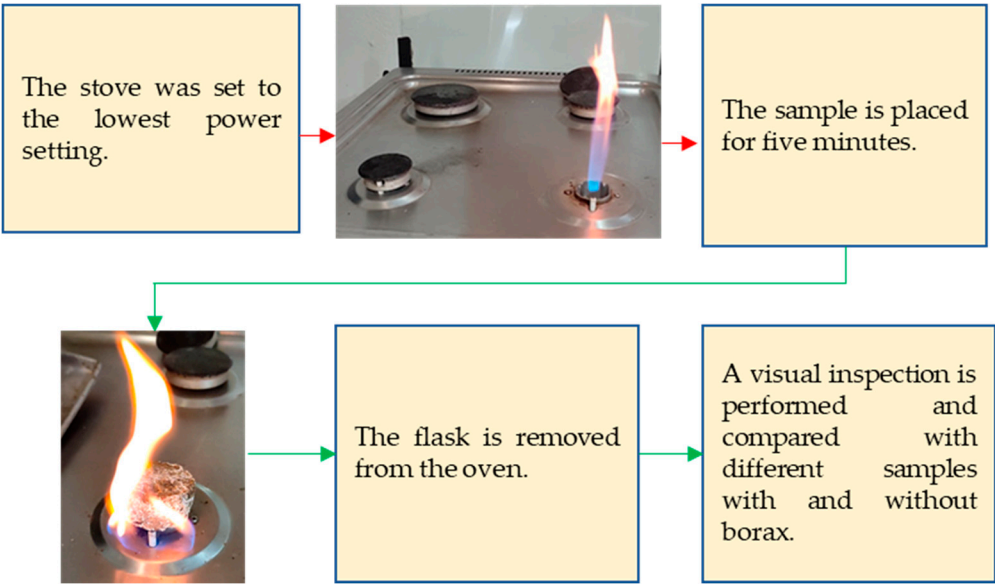 The stove was set to
the lowest power
setting.
The sample is placed
for five minutes.
The flask is removed
from the oven.
A visual inspection is
performed and
compared with
different samples
with and without
borax.